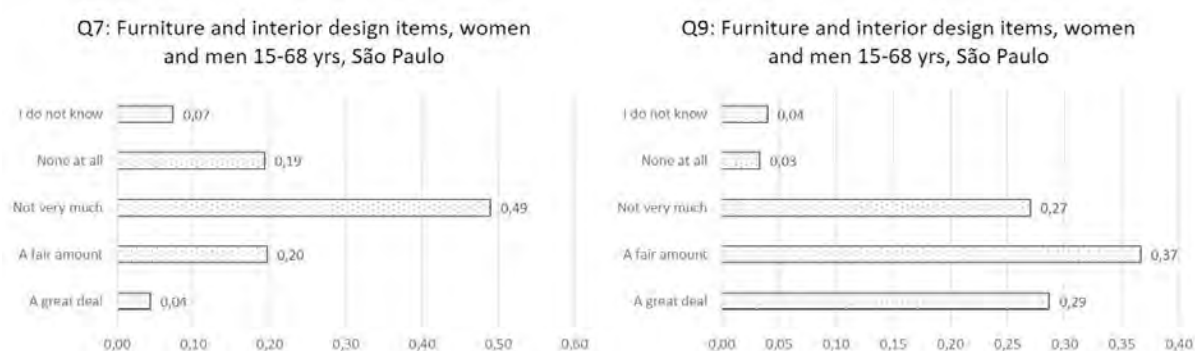 Q7: Furniture and interior design items, women
and men 15-68 yrs, São Paulo
I do not know
0,07
None at all
0,19
Not very much
0,49
A fair amount
0,20
A great deal
0,04
0,00 0,10 0,20 0,30 0,40 0,50 0,60
Q9: Furniture and interior design items, women
and men 15-68 yrs, São Paulo
I do not know
0,04
None at all
0,03
Not very much
0,27
A fair amount
0,37
A great deal
0,29
0,00 0,05 0,10 0,15 0,20 0,25 0,30 0,35 0,40